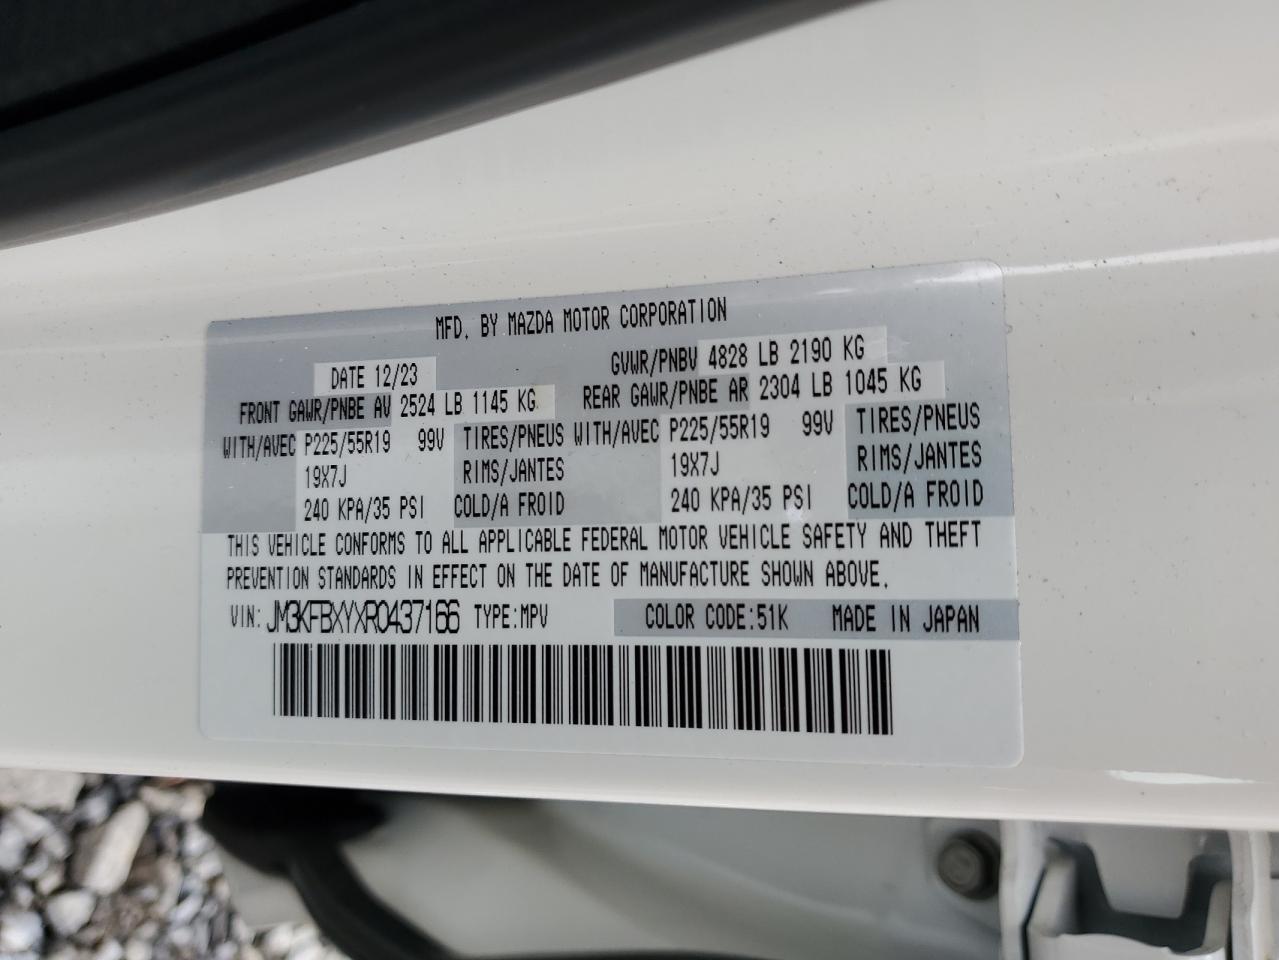 MFD. BY MAZDA MOTOR CORPORATION
DATE 12/23 GVWR/PNBV 4828 LB 2190 KG
FRONT GAWR/PNBE AV 2524 LB 1145 KG REAR GAWR/PNBE AR 2304 LB 1045 KG
WITH/AVEC P225/55R19 99V TIRES/PNEUS WITH/AVEC P225/55R19 99V TIRES/PNEUS
19X7J RIMS/JANTES 19X7J RIMS/JANTES
240 KPA/35 PSI COLD/A FROID 240 KPA/35 PSI COLD/A FROID
THIS VEHICLE CONFORMS TO ALL APPLICABLE FEDERAL MOTOR VEHICLE SAFETY AND THEFT
PREVENTION STANDARDS IN EFFECT ON THE DATE OF MANUFACTURE SHOWN ABOVE.
VIN: JM3KFBXYXR0437166 TYPE:MPV COLOR CODE:51K MADE IN JAPAN